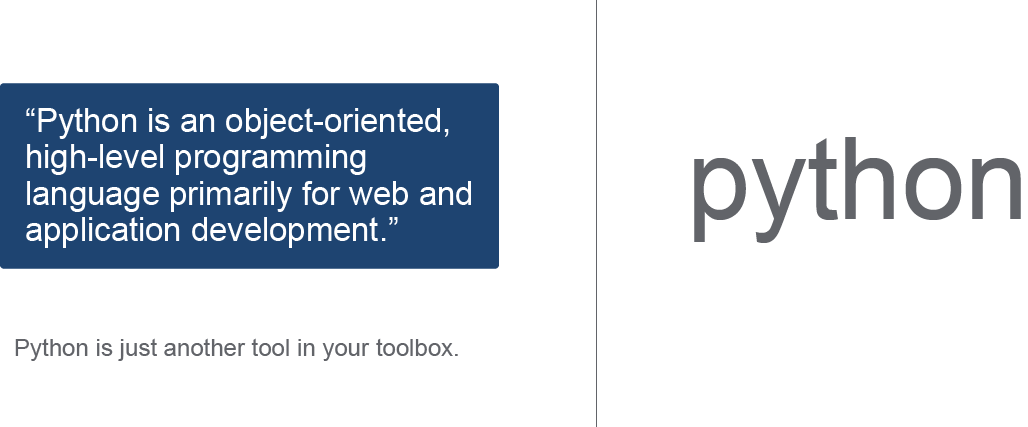 “Python is an object-oriented,
high-level programming
language primarily for web and
application development.”
Python is just another tool in your toolbox.
python